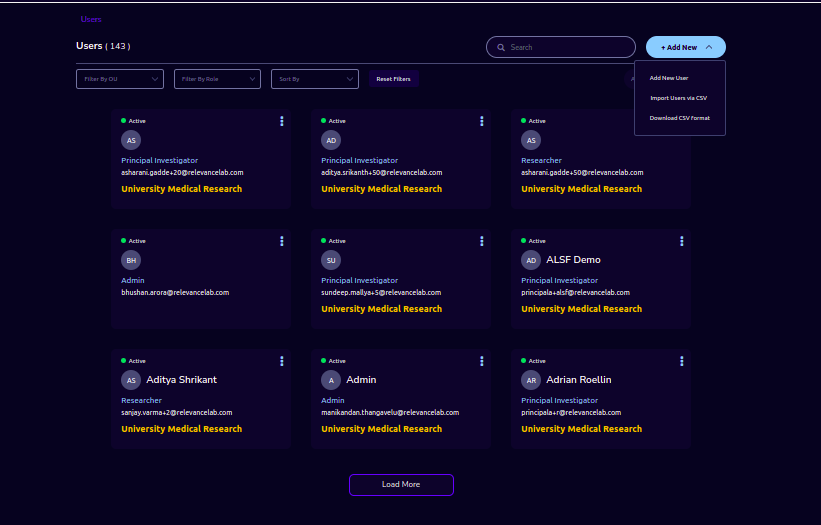 Users
Users ( 143 )
Search
+ Add New
Filter By OU
Filter By Role
Sort By
Reset Filters
Add New User
Import Users via CSV
Download CSV Format
Active
AS
Principal Investigator
asharani.gadde+20@relevancelab.com
University Medical Research
Active
AD
Principal Investigator
aditya.srikanth+50@relevancelab.com
University Medical Research
Active
AS
Researcher
asharani.gadde+50@relevancelab.com
University Medical Research
Active
BH
Admin
bhushan.arora@relevancelab.com
Active
SU
Principal Investigator
sundeep.mallya+5@relevancelab.com
University Medical Research
Active
AD ALSF Demo
Principal Investigator
principala+alsf@relevancelab.com
University Medical Research
Active
AS Aditya Shrikant
Researcher
sanjay.varma+2@relevancelab.com
University Medical Research
Active
A Admin
Admin
manikandan.thangavelu@relevancelab.com
University Medical Research
Active
AR Adrian Roellin
Principal Investigator
principala+r@relevancelab.com
University Medical Research
Load More